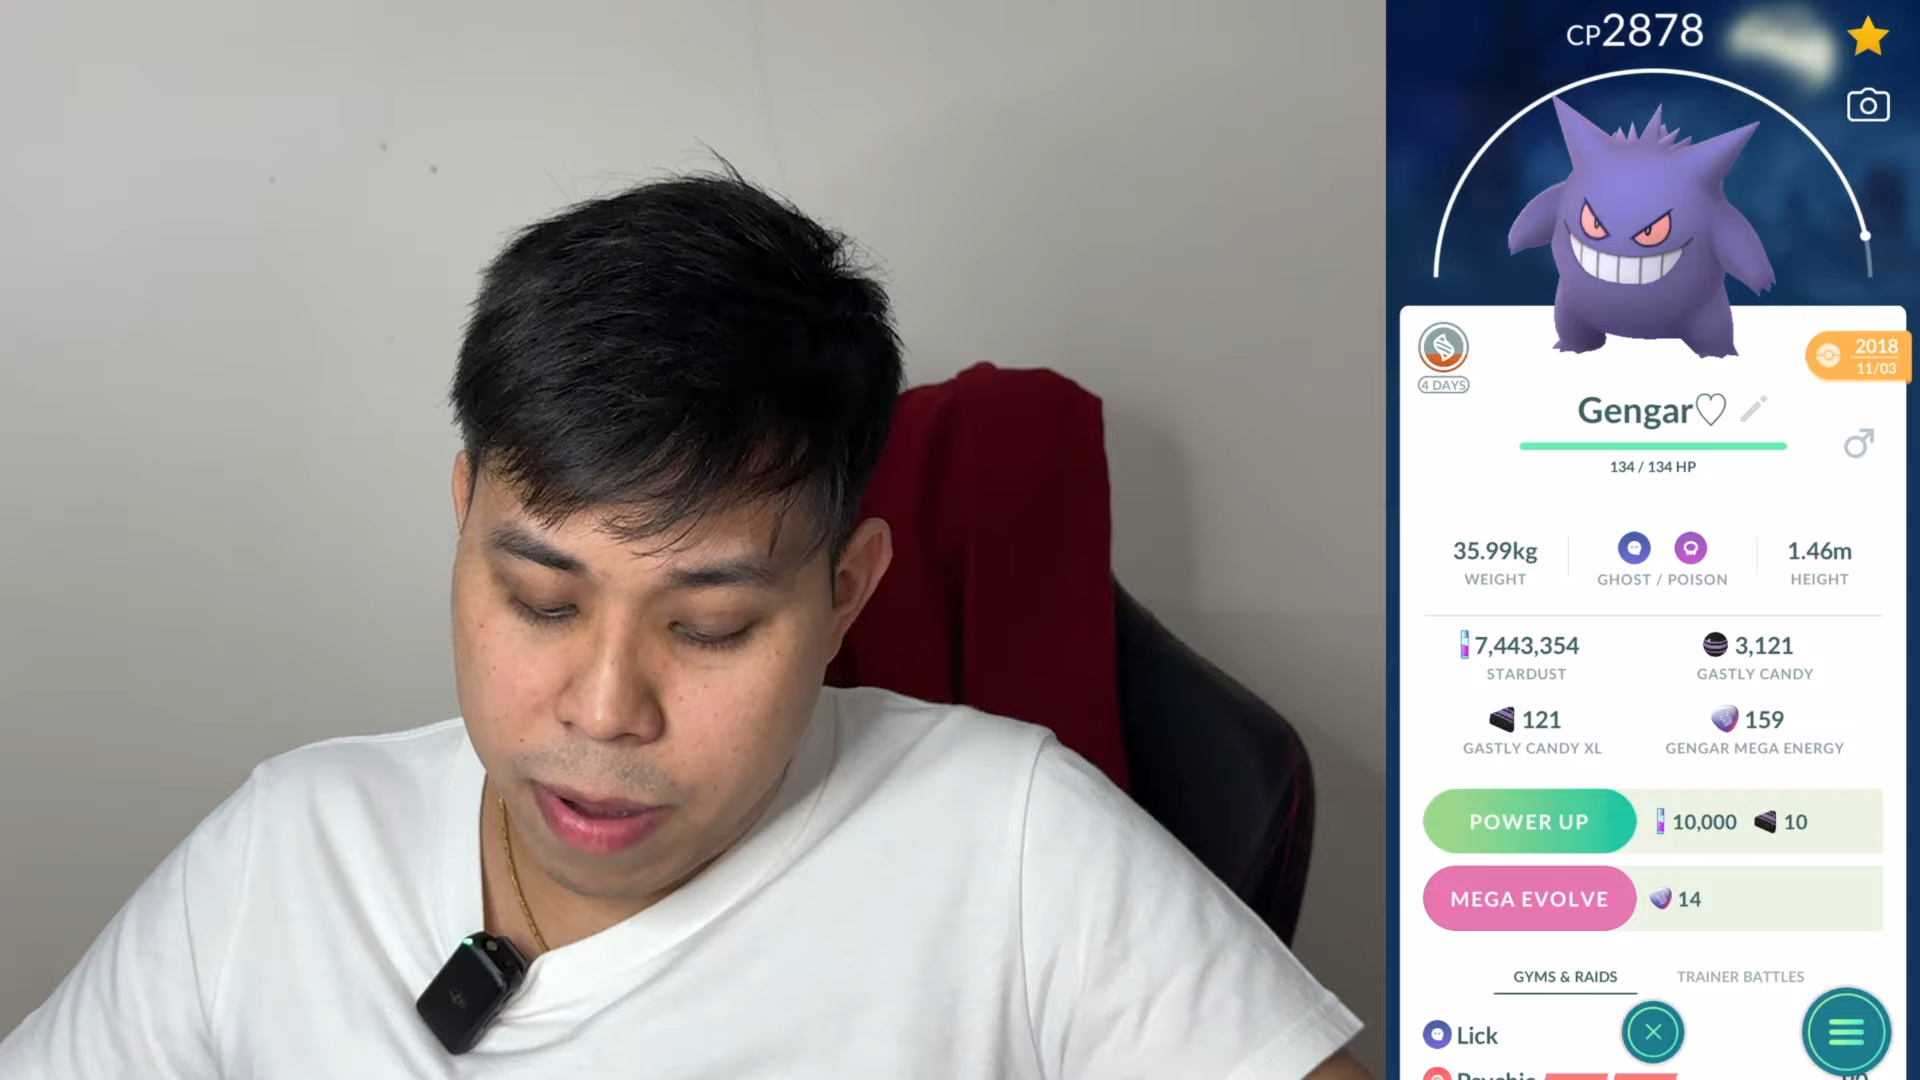 CP2878
4 DAYS
2018
11/03
Gengar♡
134 / 134 HP
35.99kg
WEIGHT
GHOST / POISON
1.46m
HEIGHT
7,443,354
STARDUST
3,121
GASTLY CANDY
121
GASTLY CANDY XL
159
GENGAR MEGA ENERGY
POWER UP
10,000
10
MEGA EVOLVE
14
GYMS & RAIDS
TRAINER BATTLES
Lick
Psychic